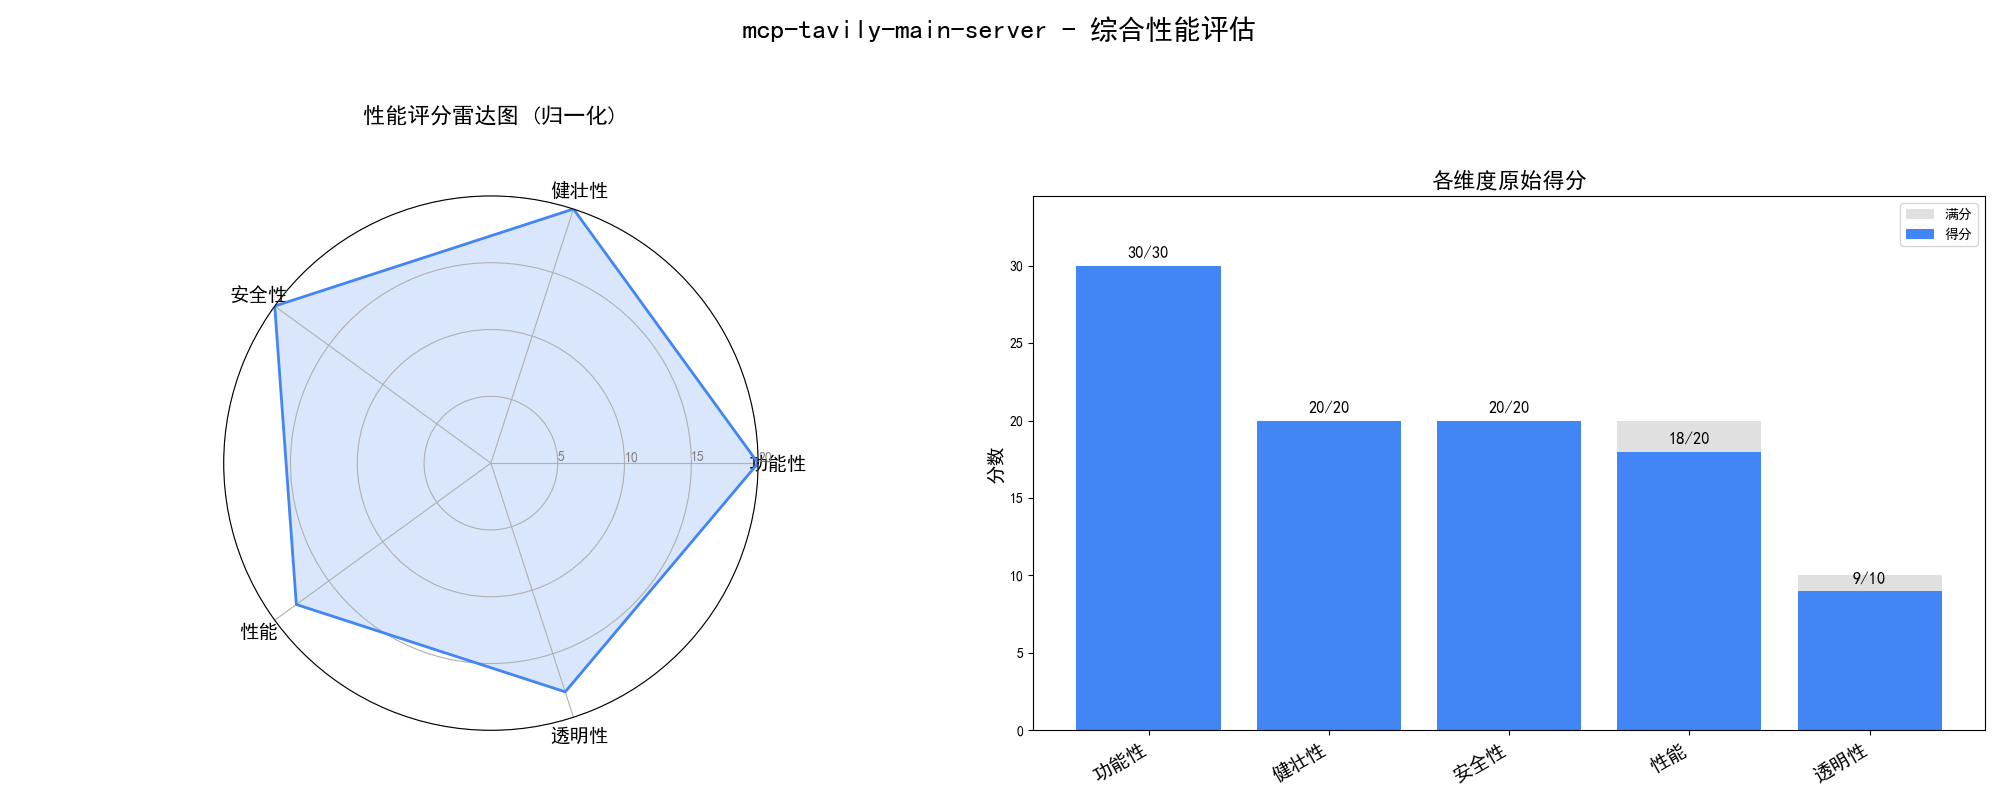 mcp-tavily-main-server - 综合性能评估
性能评分雷达图 (归一化)
健壮性
安全性
功能性
5
10
15
20
性能
透明性
各维度原始得分
满分
得分
30/30
20/20
20/20
18/20
9/10
分数
30
25
20
15
10
5
0
功能性
健壮性
安全性
性能
透明性